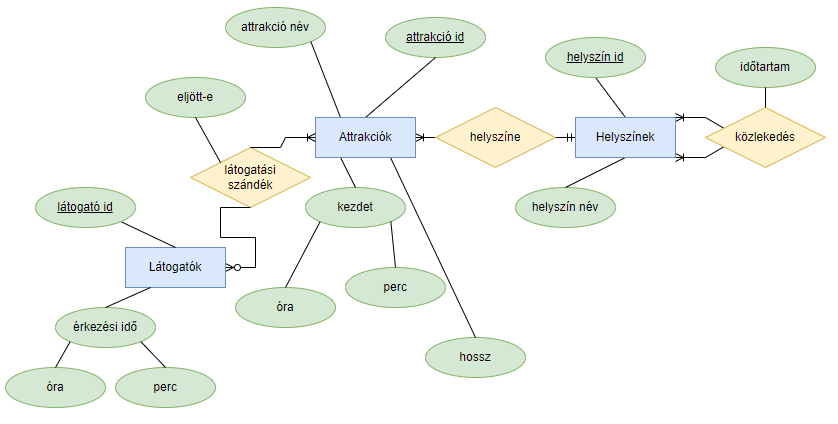 attrakció név
attrakció id
helyszín id
időtartam
eljött-e
Attrakciók
helyszíne
Helyszínek
közlekedés
látogatási
szándék
látogató id
kezdet
helyszín név
Látogatók
perc
óra
érkezési idő
hossz
óra
perc